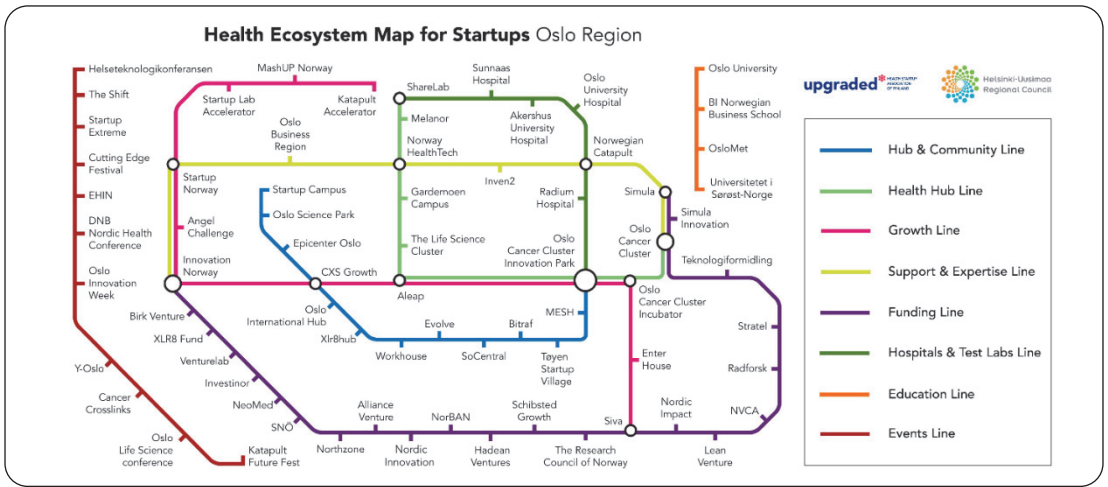 Health Ecosystem Map for Startups Oslo Region
Helseteknologikonferansen
The Shift
Startup
Extreme
Cutting Edge
Festival
EHIN
DNB
Nordic Health
Conference
Oslo
Innovation
Week
Y-Oslo
Cancer
Crosslinks
Oslo
Life Science
conference
Katapult
Future Fest
MashUP Norway
Startup Lab
Accelerator
Katapult
Accelerator
Oslo
Business
Region
Startup
Norway
Angel
Challenge
Innovation
Norway
Startup Campus
Oslo Science Park
Epicenter Oslo
CXS Growth
Oslo
International Hub
Xlr8hub
Workhouse
Evolve
SoCentral
Bitraf
Tøyen
Startup
Village
MESH
ShareLab
Melanor
Norway
HealthTech
Gardemoen
Campus
The Life Science
Cluster
Aleap
Sunnaas
Hospital
Akershus
University
Hospital
Oslo
University
Hospital
Norwegian
Catapult
Inven2
Radium
Hospital
Oslo
Cancer Cluster
Innovation Park
Simula
Simula
Innovation
Oslo
Cancer
Cluster
Teknologiformidling
Oslo
Cancer Cluster
Incubator
Enter
House
Siva
Stratel
Radforsk
NVCA
Nordic
Impact
Lean
Venture
Birk Venture
XLR8 Fund
Venturelab
Investinor
NeoMed
SNÖ
Northzone
Alliance
Venture
Nordic
Innovation
NorBAN
Hadean
Ventures
Schibsted
Growth
The Research
Council of Norway
Oslo University
BI Norwegian
Business School
OsloMet
Universitetet i
Sørøst-Norge
upgraded
Helsinki-Uusimaa
Regional Council
Hub & Community Line
Health Hub Line
Growth Line
Support & Expertise Line
Funding Line
Hospitals & Test Labs Line
Education Line
Events Line